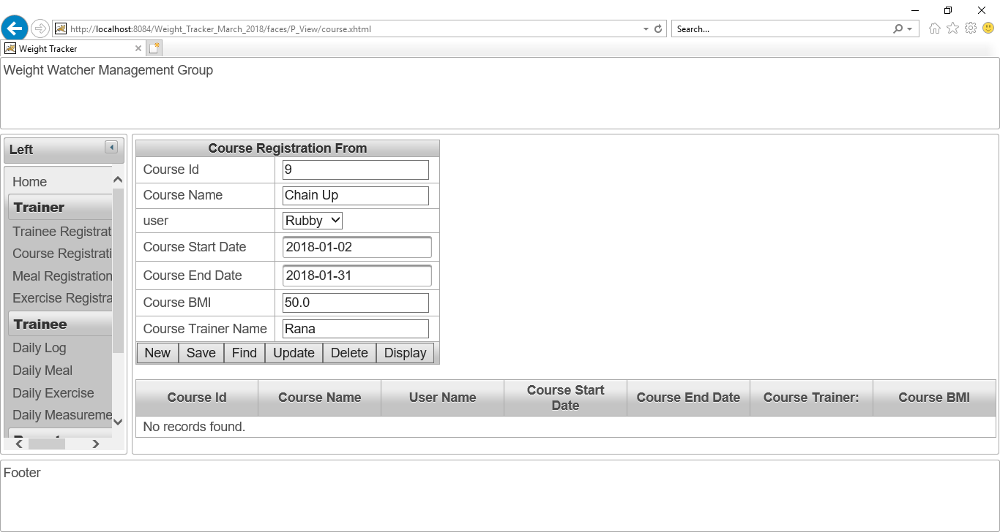 http://localhost:8084/Weight_Tracker_March_2018/faces/P_View/course.xhtml
Search...
Weight Tracker
Weight Watcher Management Group
Left
Home
Trainer
Trainee Registrat
Course Registrati
Meal Registration
Exercise Registra
Trainee
Daily Log
Daily Meal
Daily Exercise
Daily Measureme
Course Registration From
Course Id 9
Course Name Chain Up
user Rubby
Course Start Date 2018-01-02
Course End Date 2018-01-31
Course BMI 50.0
Course Trainer Name Rana
New Save Find Update Delete Display
Course Id Course Name User Name Course Start Date Course End Date Course Trainer: Course BMI
No records found.
Footer